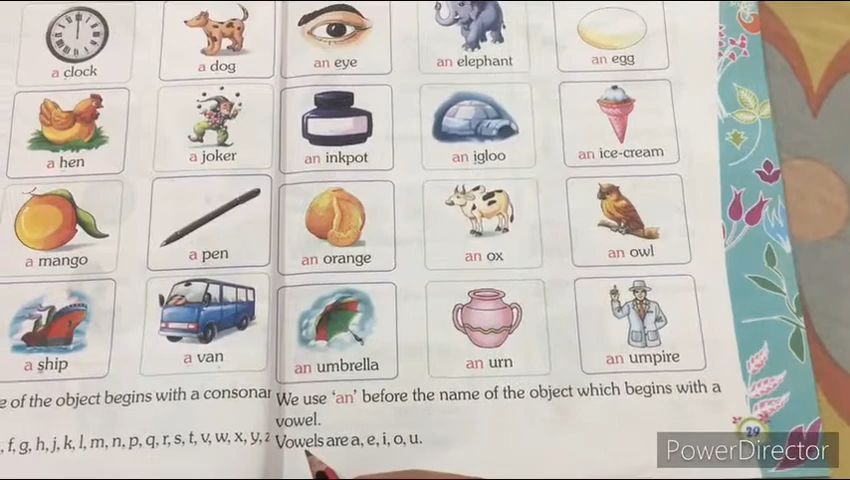 a clock a dog an eye an elephant an egg
a hen a joker an inkpot an igloo an ice-cream
a mango a pen an orange an ox an owl
a ship a van an umbrella an urn an umpire
e of the object begins with a consonan
, f, g, h, j, k, l, m, n, p, q, r, s, t, v, w, x, y, z
We use 'an' before the name of the object which begins with a
vowel.
Vowels are a, e, i, o, u.
29
PowerDirector